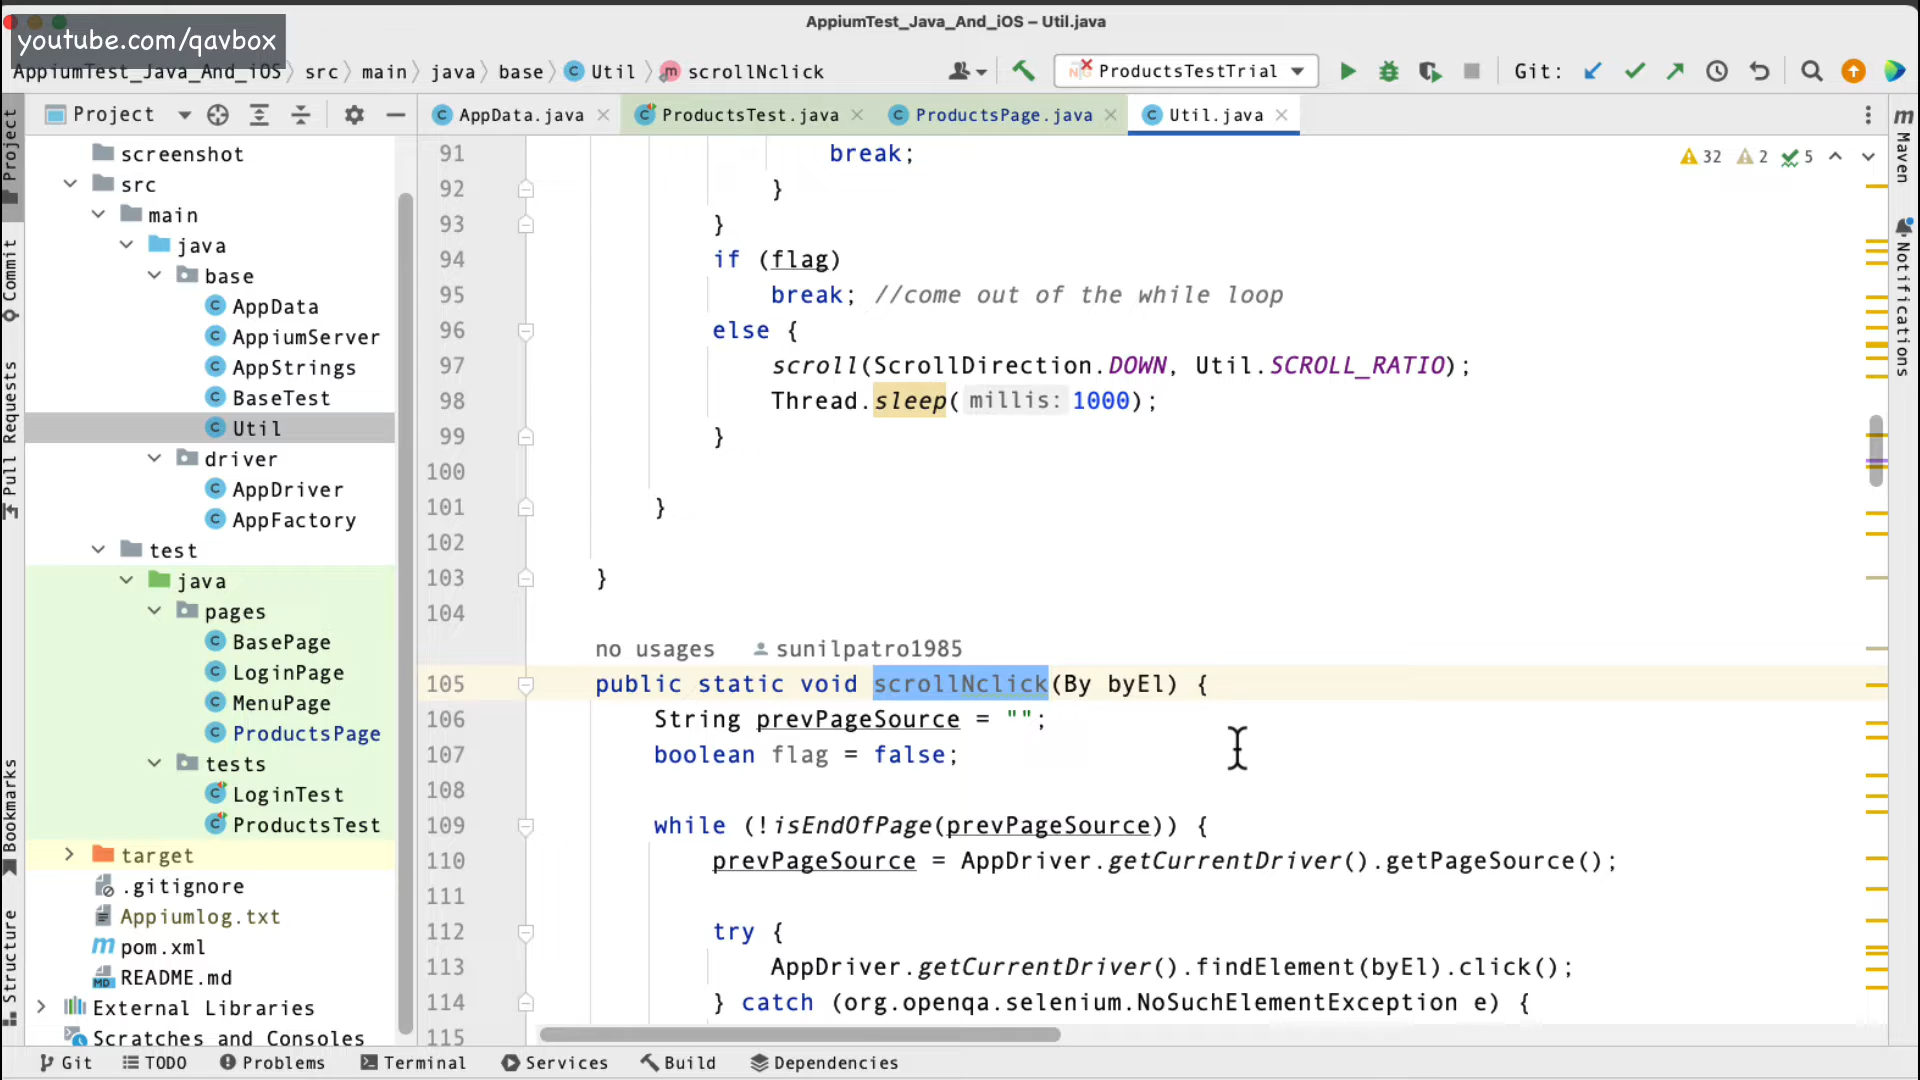 AppiumTest_Java_And_iOS – Util.java
youtube.com/qavbox
AppiumTest_Java_And_iOS src main java base Util m scrollNclick ProductsTestTrial Git:
Project AppData.java ProductsTest.java ProductsPage.java Util.java
Project
Commit
Pull Requests
Bookmarks
Structure
screenshot
src
main
java
base
AppData
AppiumServer
AppStrings
BaseTest
Util
driver
AppDriver
AppFactory
test
java
pages
BasePage
LoginPage
MenuPage
ProductsPage
tests
LoginTest
ProductsTest
target
.gitignore
Appiumlog.txt
pom.xml
README.md
External Libraries
Scratches and Consoles
32 2 5
91 break;
92 }
93 }
94 if (flag)
95 break; //come out of the while loop
96 else {
97 scroll(ScrollDirection.DOWN, Util.SCROLL_RATIO);
98 Thread.sleep( millis: 1000);
99 }
100
101 }
102
103 }
104
no usages sunilpatro1985
105 public static void scrollNclick(By byEl) {
106 String prevPageSource = "";
107 boolean flag = false;
108
109 while (!isEndOfPage(prevPageSource)) {
110 prevPageSource = AppDriver.getCurrentDriver().getPageSource();
111
112 try {
113 AppDriver.getCurrentDriver().findElement(byEl).click();
114 } catch (org.openqa.selenium.NoSuchElementException e) {
115
m Maven
Notifications
Git TODO Problems Terminal Services Build Dependencies